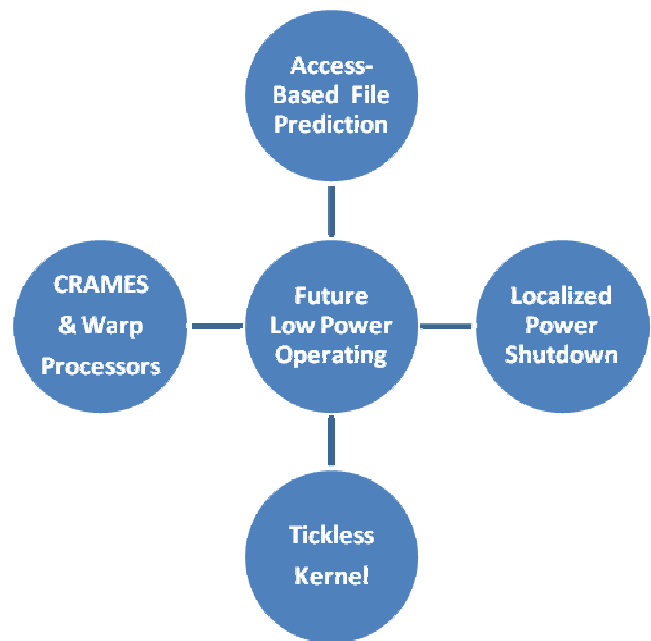 Access-
Based File
Prediction
CRAMES
& Warp
Processors
Future
Low Power
Operating
Localized
Power
Shutdown
Tickless
Kernel